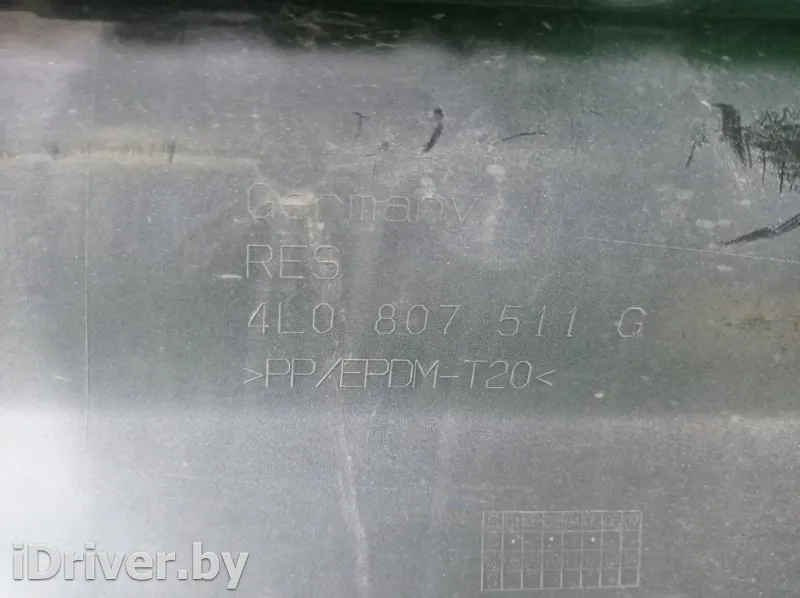 Germany
RES
4L0 807 511 G
>PP/EPDM-T20<
iDriver.by